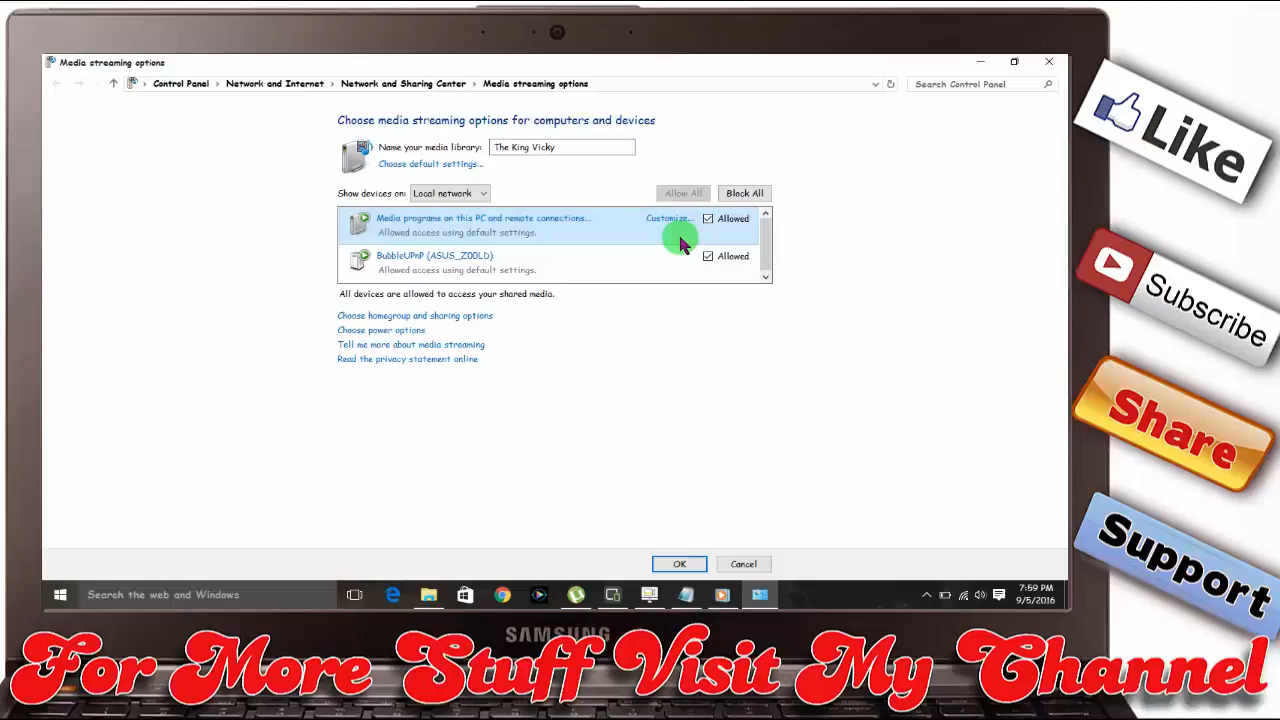 Media streaming options
Control Panel > Network and Internet > Network and Sharing Center > Media streaming options
Search Control Panel
Choose media streaming options for computers and devices
Name your media library: The King Vicky
Choose default settings...
Show devices on: Local network
Allow All
Block All
Media programs on this PC and remote connections...
Customize...
Allowed
Allowed access using default settings.
BubbleUPnP (ASUS_Z00LD)
Allowed
Allowed access using default settings.
All devices are allowed to access your shared media.
Choose homegroup and sharing options
Choose power options
Tell me more about media streaming
Read the privacy statement online
OK
Cancel
Search the web and Windows
7:59 PM
9/5/2016
Like
Subscribe
Share
Support
SAMSUNG
For More Stuff Visit My Channel